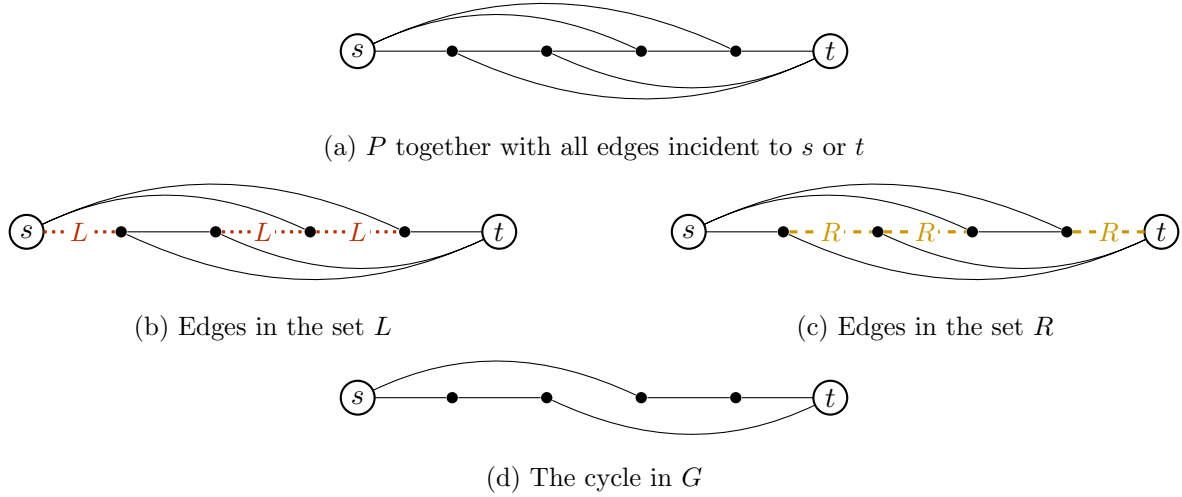 s t
(a) P together with all edges incident to s or t
s L L L t
s R R R t
(b) Edges in the set L
(c) Edges in the set R
s t
(d) The cycle in G